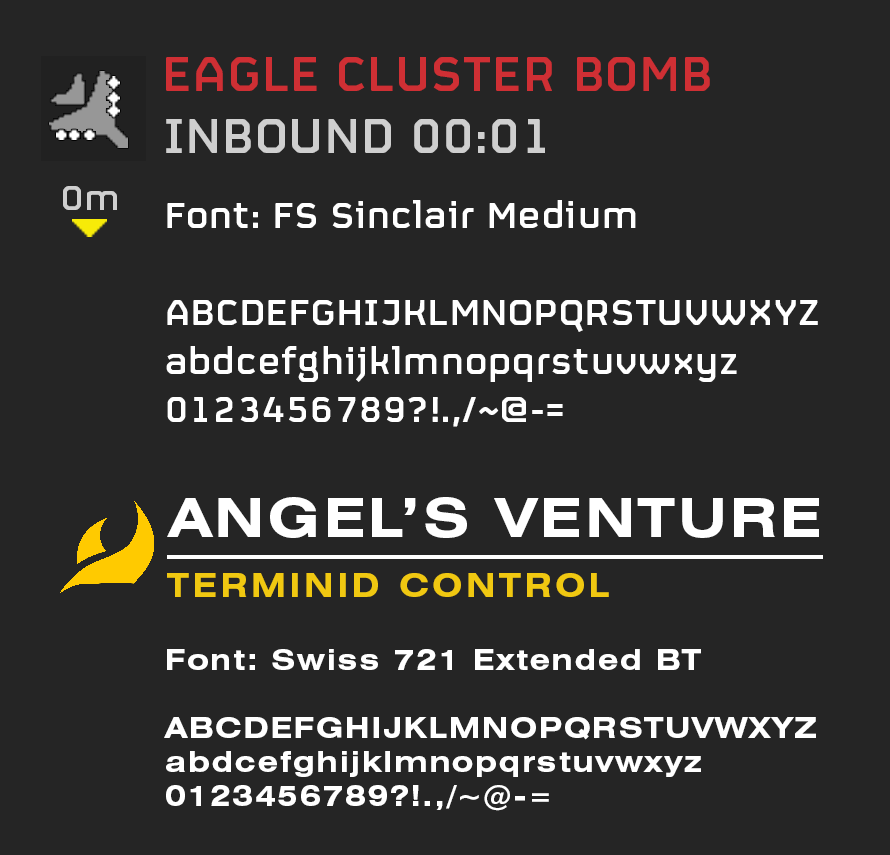 EAGLE CLUSTER BOMB
INBOUND 00:01
0m
Font: FS Sinclair Medium
ABCDEFGHIJKLMNOPQRSTUVWXYZ
abdcefghijklmnopqrstuvwxyz
0123456789?!.,/~@-=
ANGEL’S VENTURE
TERMINID CONTROL
Font: Swiss 721 Extended BT
ABCDEFGHIJKLMNOPQRSTUVWXYZ
abdcefghijklmnopqrstuvwxyz
0123456789?!.,/~@-=